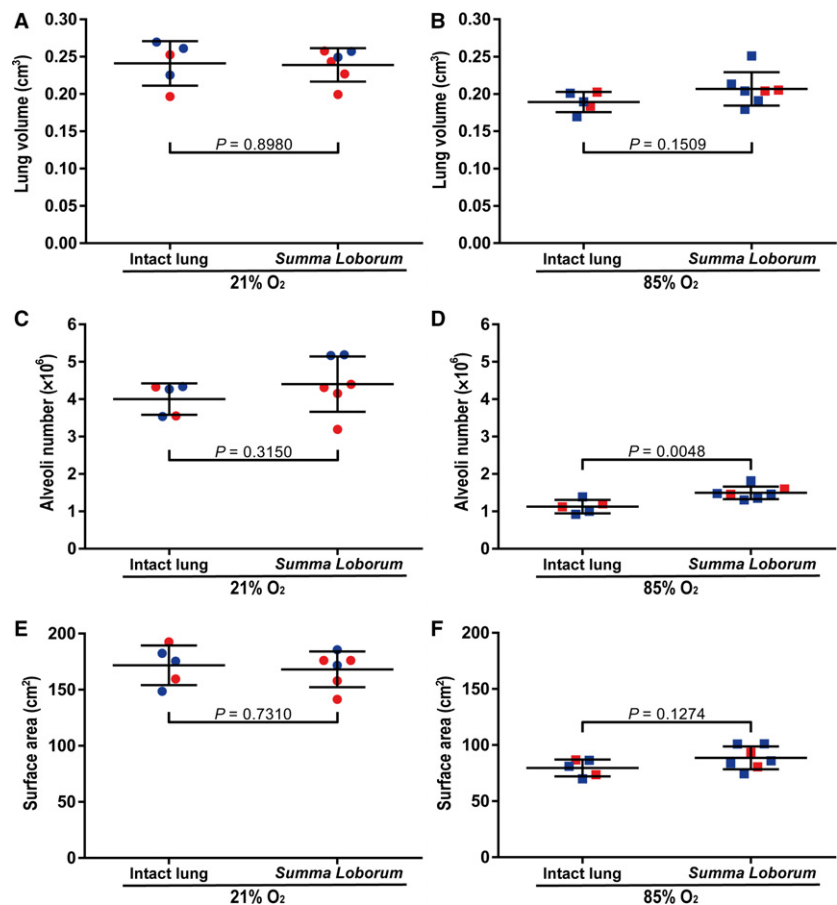 A
Lung volume (cm³)
0.30
0.25
0.20
0.15
0.10
0.05
0.00
P = 0.8980
Intact lung
Summa Loborum
21% O₂
B
Lung volume (cm³)
0.30
0.25
0.20
0.15
0.10
0.05
0.00
P = 0.1509
Intact lung
Summa Loborum
85% O₂
C
Alveoli number (×10⁶)
6
5
4
3
2
1
0
P = 0.3150
Intact lung
Summa Loborum
21% O₂
D
Alveoli number (×10⁶)
6
5
4
3
2
1
0
P = 0.0048
Intact lung
Summa Loborum
85% O₂
E
Surface area (cm²)
200
150
100
50
0
P = 0.7310
Intact lung
Summa Loborum
21% O₂
F
Surface area (cm²)
200
150
100
50
0
P = 0.1274
Intact lung
Summa Loborum
85% O₂